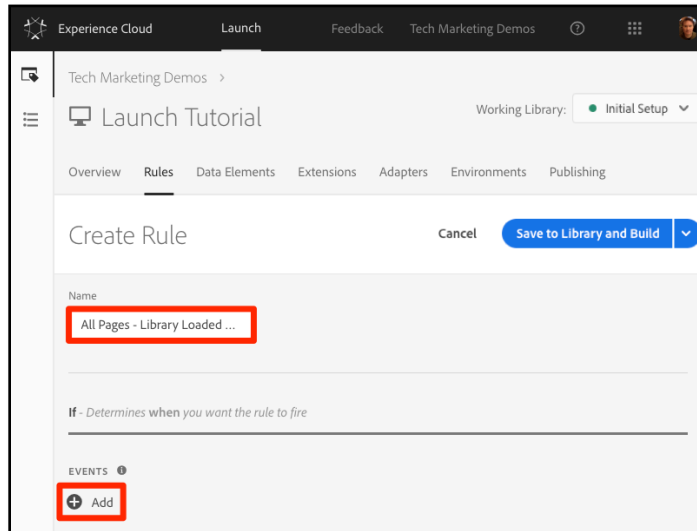 Experience Cloud Launch Feedback Tech Marketing Demos
Tech Marketing Demos >
Launch Tutorial
Working Library: Initial Setup
Overview Rules Data Elements Extensions Adapters Environments Publishing
Create Rule
Cancel Save to Library and Build
Name
All Pages - Library Loaded ...
If - Determines when you want the rule to fire
EVENTS
Add